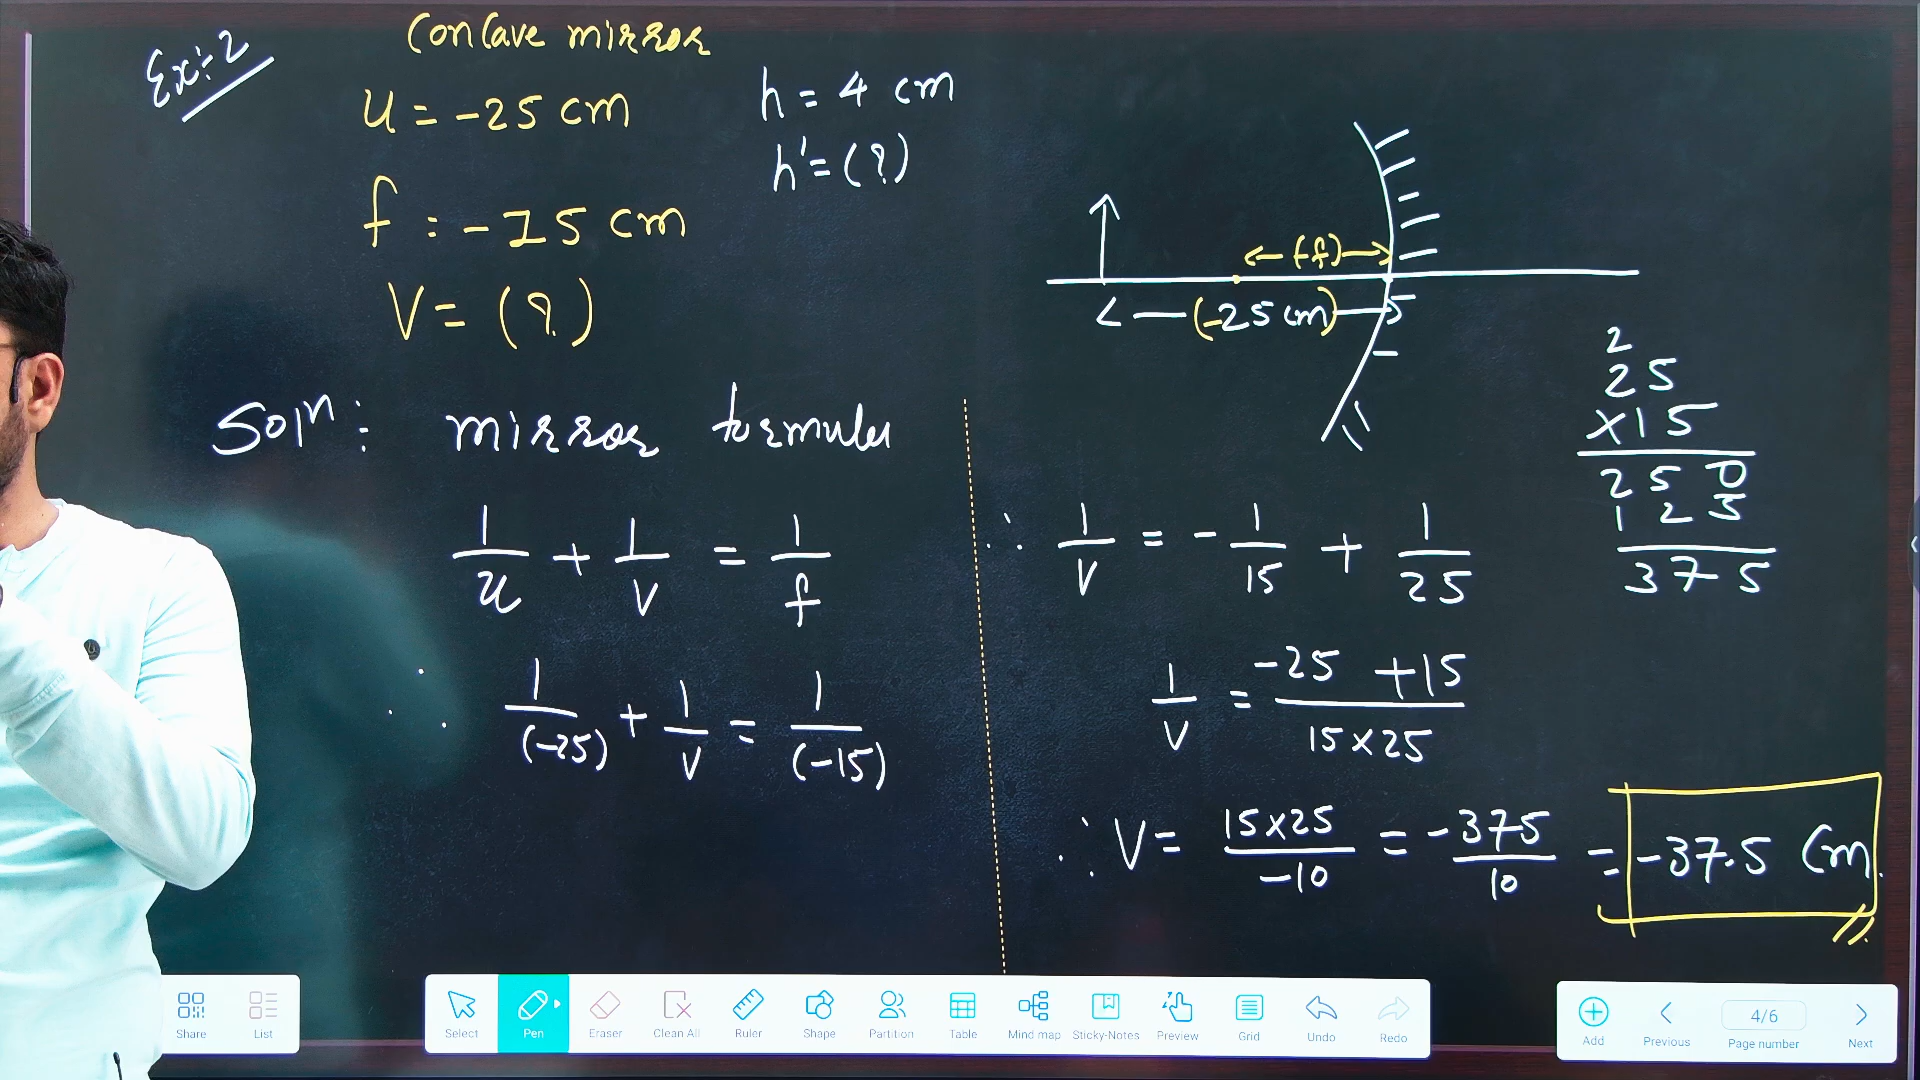 Ex:-2
Concave mirror
u = -25 cm
h = 4 cm
h' = (?)
f = -15 cm
V = (?)
(f)
(-25 cm)
Soln: mirror formula
1/u + 1/v = 1/f
∴ 1/(-25) + 1/v = 1/(-15)
∴ 1/v = - 1/15 + 1/25
1/v = (-25 + 15)/(15×25)
∴ V = 15×25/-10 = -375/10 = -37.5 cm.
2
25
×15
250
125
375
Share
List
Select
Pen
Eraser
Clean All
Ruler
Shape
Partition
Table
Mind map
Sticky-Notes
Preview
Grid
Undo
Redo
Add
Previous
4/6
Page number
Next